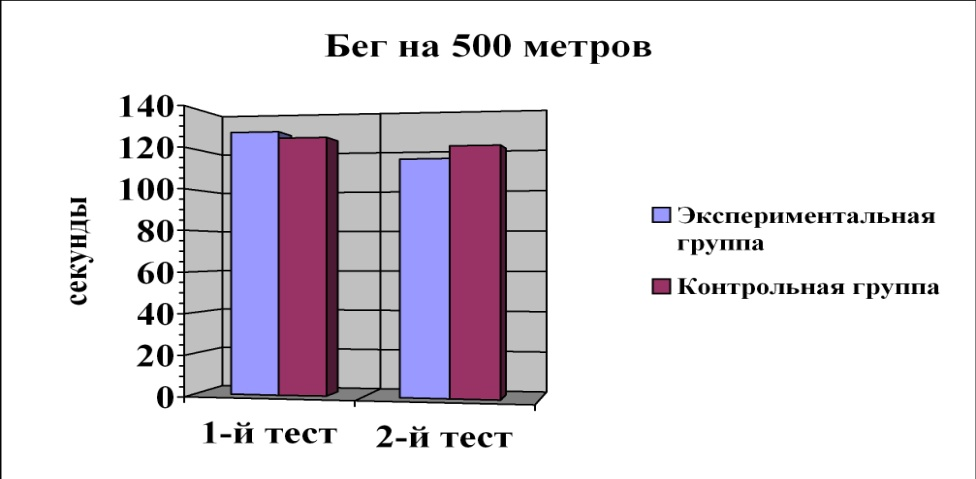 Бег на 500 метров
140
120
100
80
60
40
20
0
секунды
1-й тест
2-й тест
Экспериментальная
группа
Контрольная группа